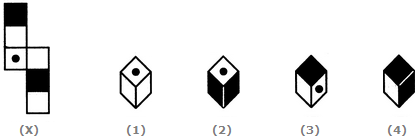 (X) (1) (2) (3) (4)